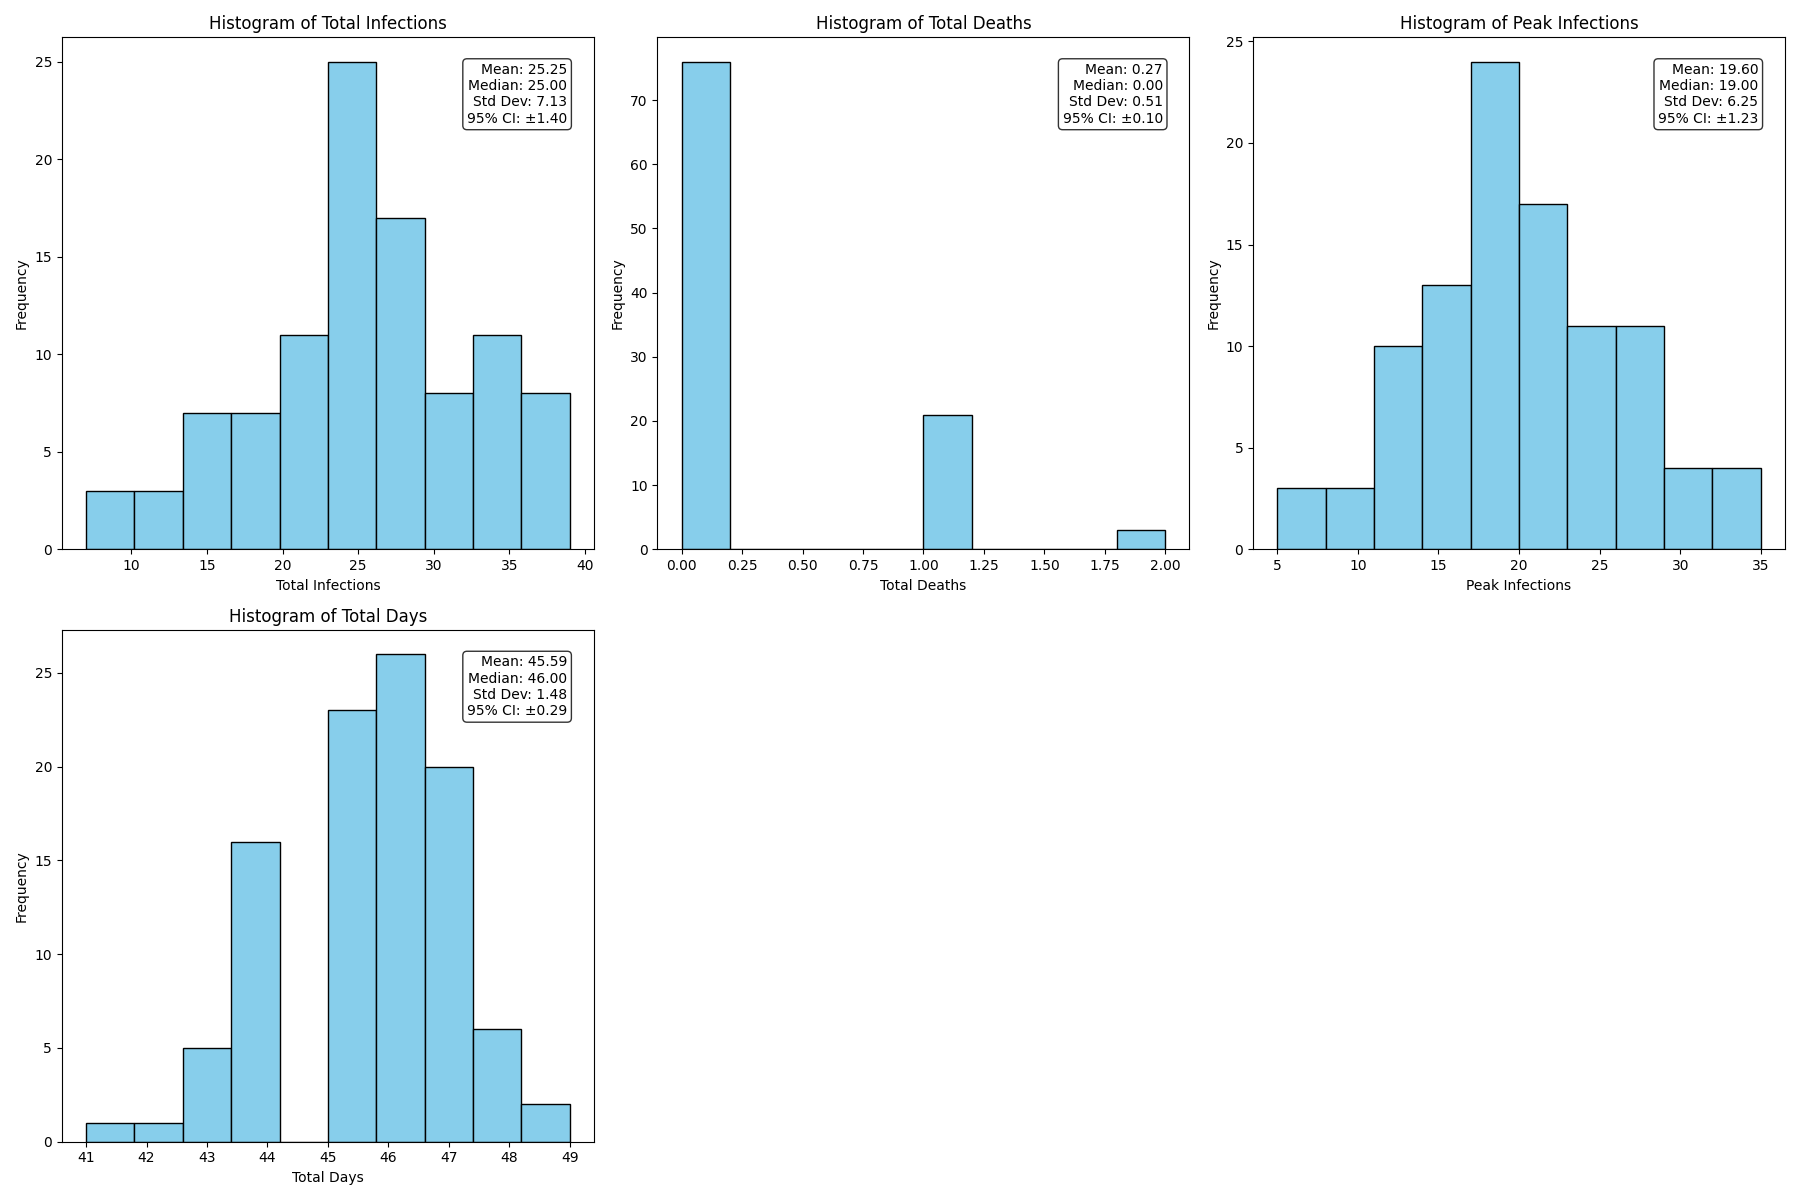 Histogram of Total Infections
Mean: 25.25
Median: 25.00
Std Dev: 7.13
95% CI: ±1.40
25
20
15
10
5
0
Frequency
10 15 20 25 30 35 40
Total Infections
Histogram of Total Deaths
Mean: 0.27
Median: 0.00
Std Dev: 0.51
95% CI: ±0.10
70
60
50
40
30
20
10
0
Frequency
0.00 0.25 0.50 0.75 1.00 1.25 1.50 1.75 2.00
Total Deaths
Histogram of Peak Infections
Mean: 19.60
Median: 19.00
Std Dev: 6.25
95% CI: ±1.23
25
20
15
10
5
0
Frequency
5 10 15 20 25 30 35
Peak Infections
Histogram of Total Days
Mean: 45.59
Median: 46.00
Std Dev: 1.48
95% CI: ±0.29
25
20
15
10
5
0
Frequency
41 42 43 44 45 46 47 48 49
Total Days